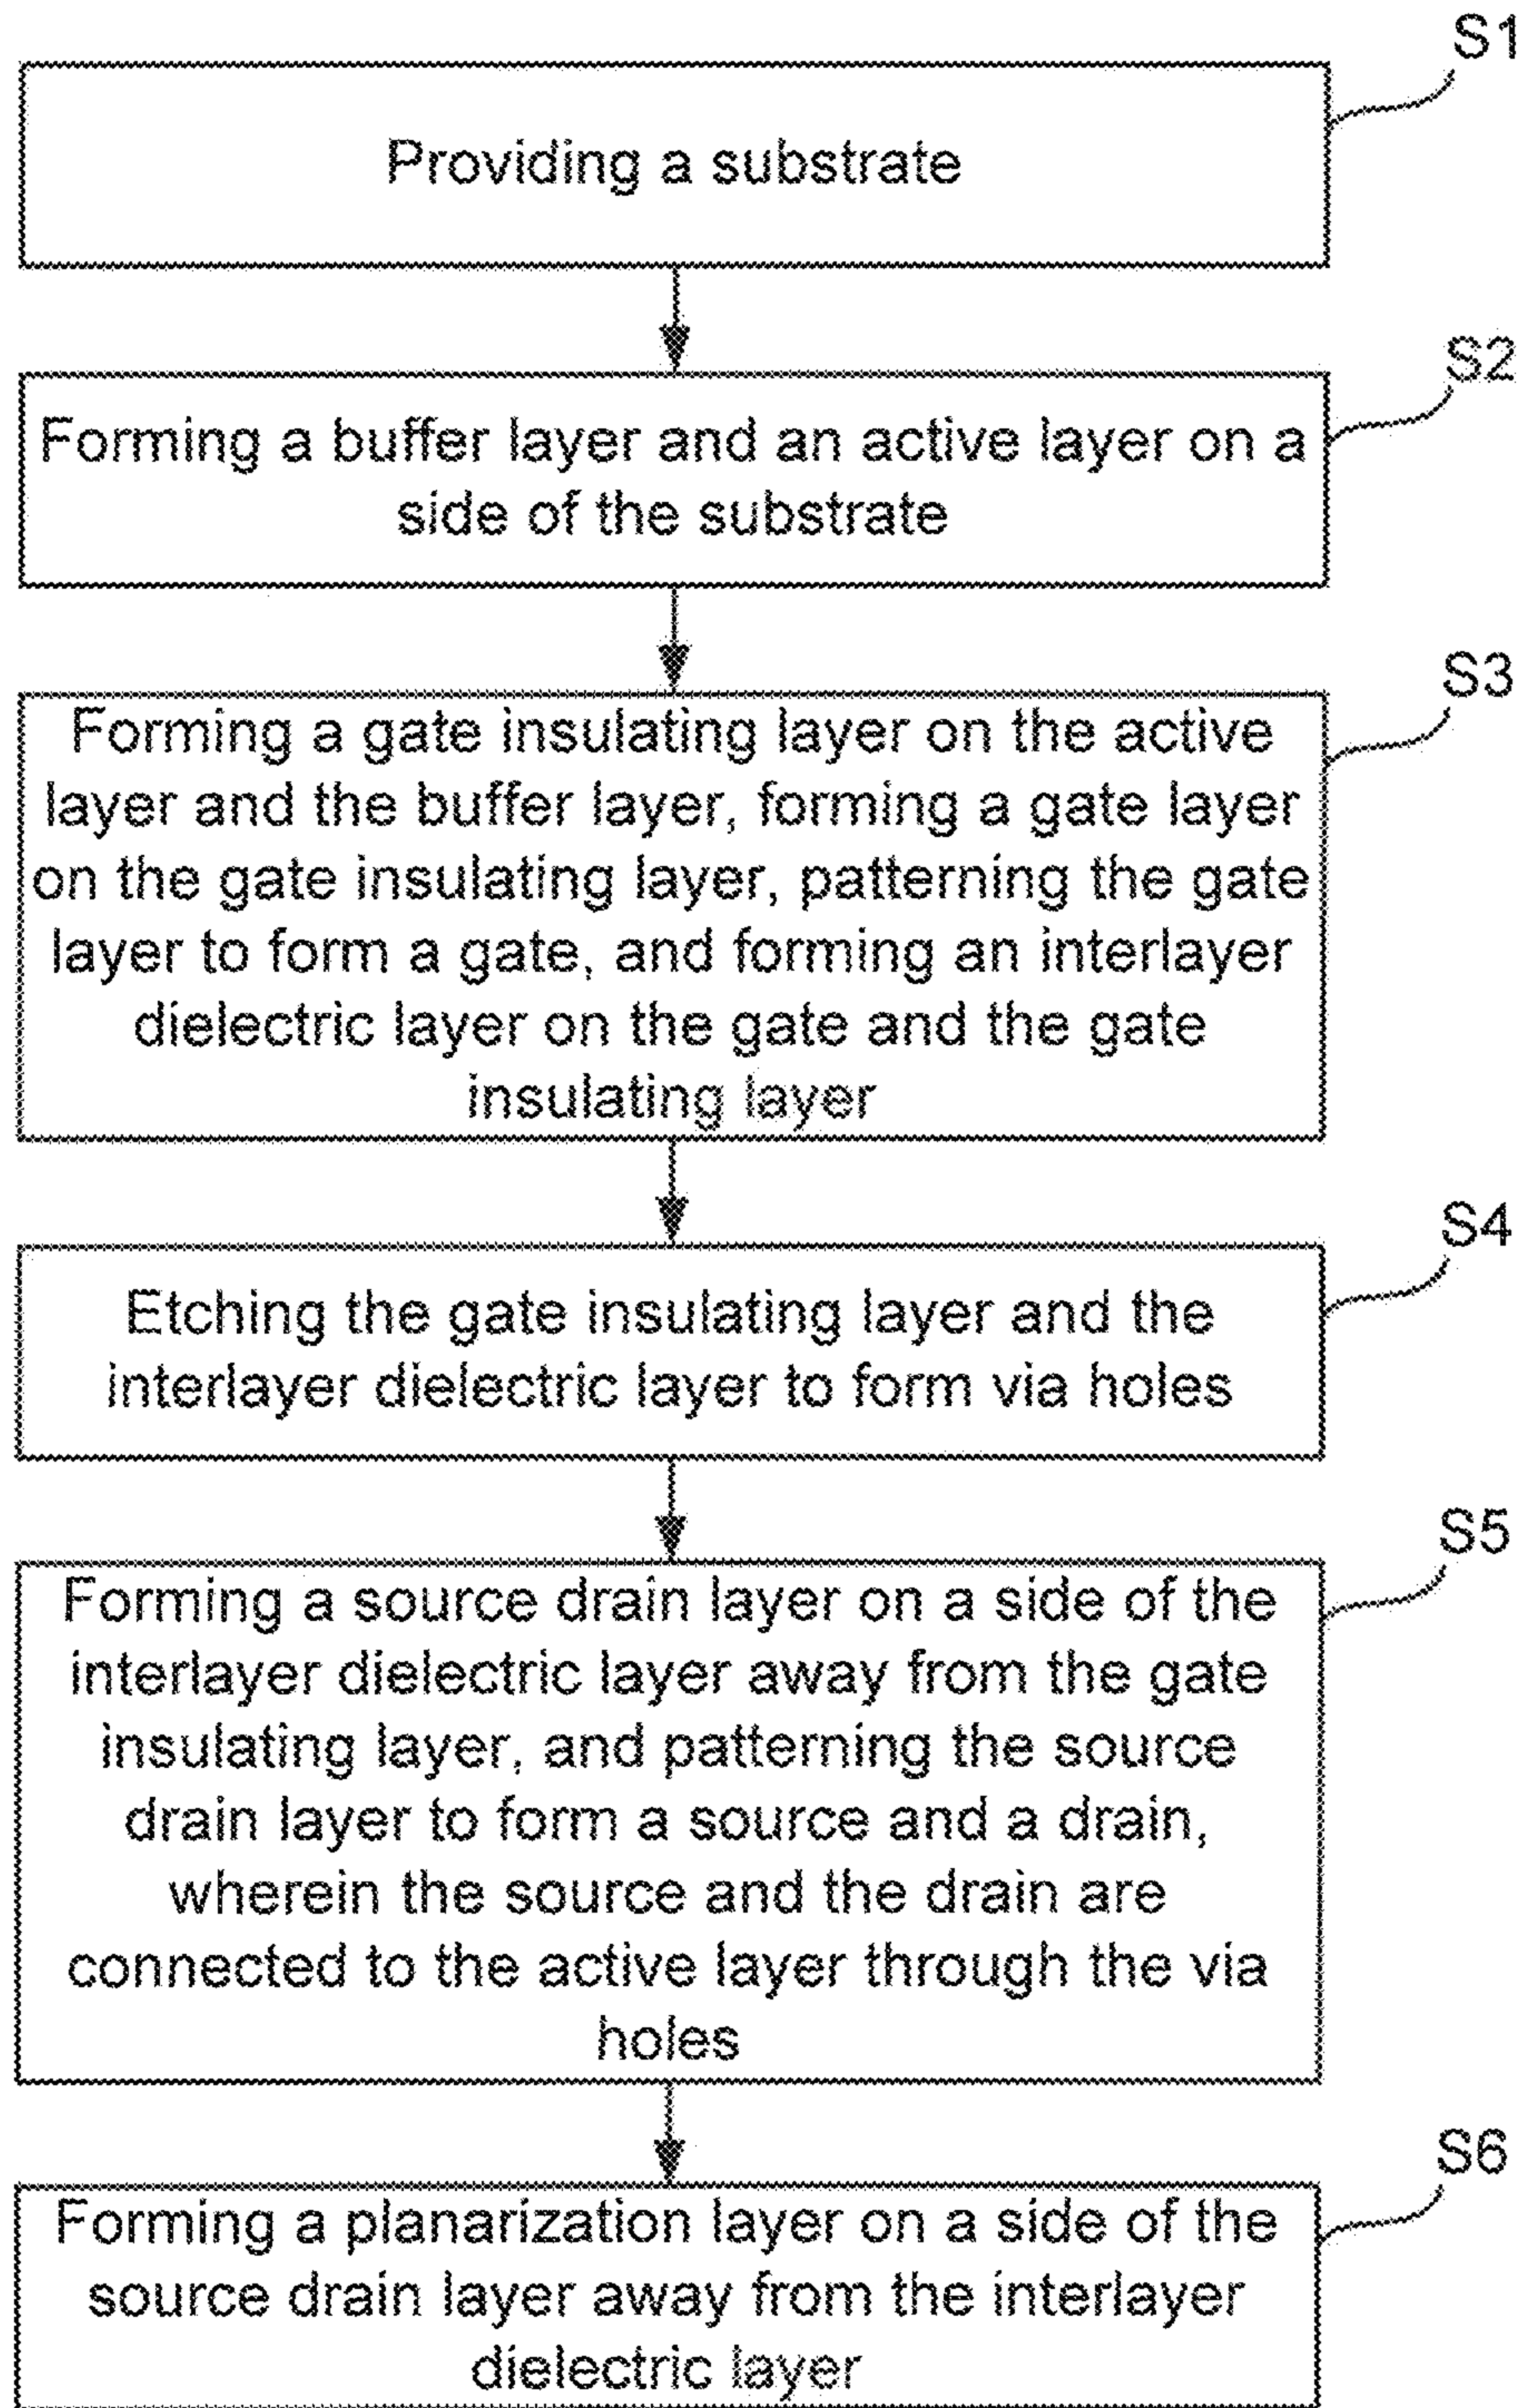 S1
Providing a substrate
S2
Forming a buffer layer and an active layer on a
side of the substrate
S3
Forming a gate insulating layer on the active
layer and the buffer layer, forming a gate layer
on the gate insulating layer, patterning the gate
layer to form a gate, and forming an interlayer
dielectric layer on the gate and the gate
insulating layer
S4
Etching the gate insulating layer and the
interlayer dielectric layer to form via holes
S5
Forming a source drain layer on a side of the
interlayer dielectric layer away from the gate
insulating layer, and patterning the source
drain layer to form a source and a drain,
wherein the source and the drain are
connected to the active layer through the via
holes
S6
Forming a planarization layer on a side of the
source drain layer away from the interlayer
dielectric layer